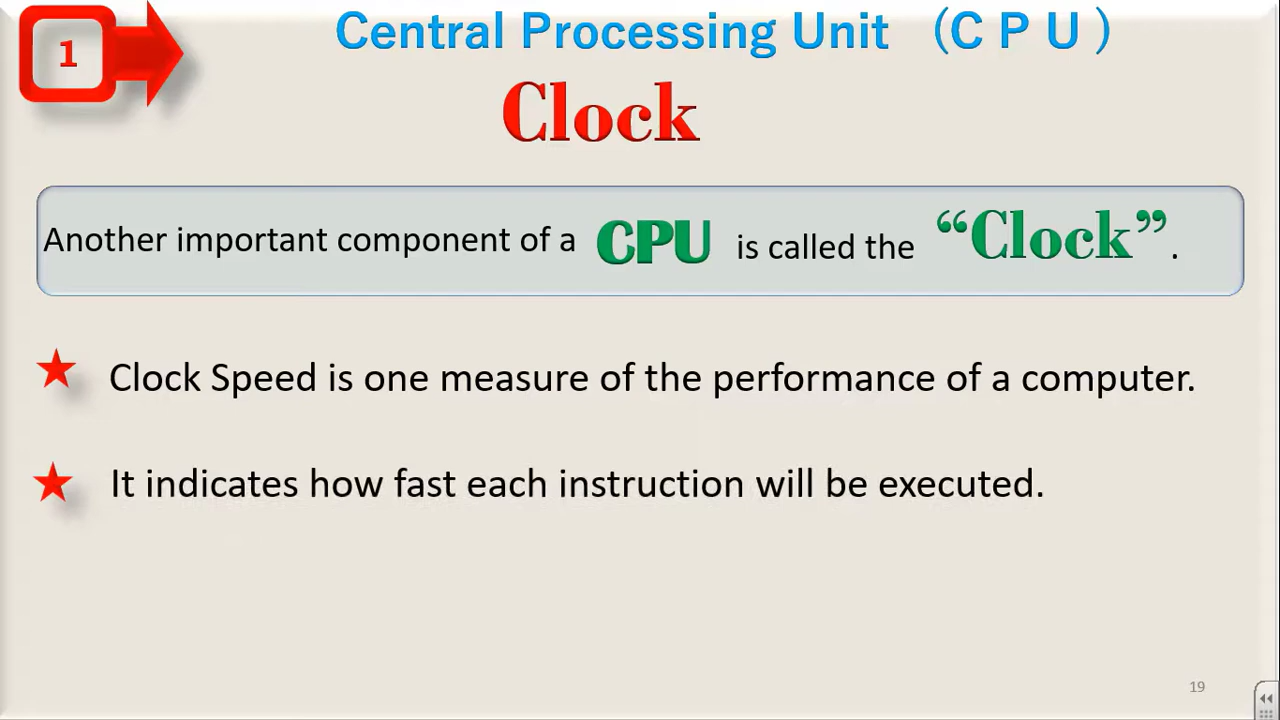 1
Central Processing Unit (C P U )
Clock
Another important component of a CPU is called the “Clock”.
Clock Speed is one measure of the performance of a computer.
It indicates how fast each instruction will be executed.
19